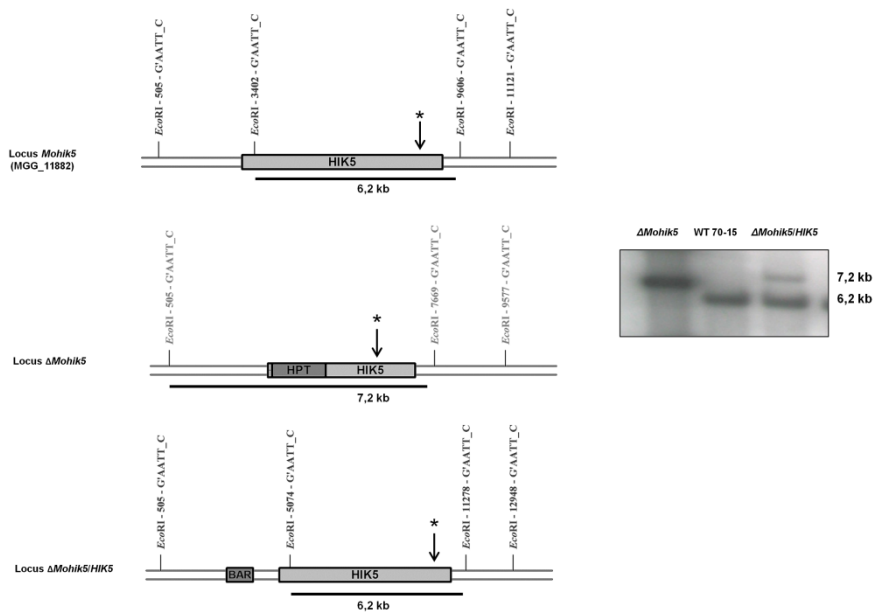 EcoRI - 505 - G'AATT_C
EcoRI - 3402 - G'AATT_C
EcoRI - 9606 - G'AATT_C
EcoRI - 11121 - G'AATT_C
*
Locus Mohik5
(MGG_11882)
HIK5
6,2 kb
EcoRI - 505 - G'AATT_C
EcoRI - 7669 - G'AATT_C
EcoRI - 9577 - G'AATT_C
*
Locus ΔMohik5
HPT
HIK5
7,2 kb
EcoRI - 505 - G'AATT_C
EcoRI - 5074 - G'AATT_C
EcoRI - 11278 - G'AATT_C
EcoRI - 12948 - G'AATT_C
*
Locus ΔMohik5/HIK5
BAR
HIK5
6,2 kb
ΔMohik5 WT 70-15 ΔMohik5/HIK5
7,2 kb
6,2 kb